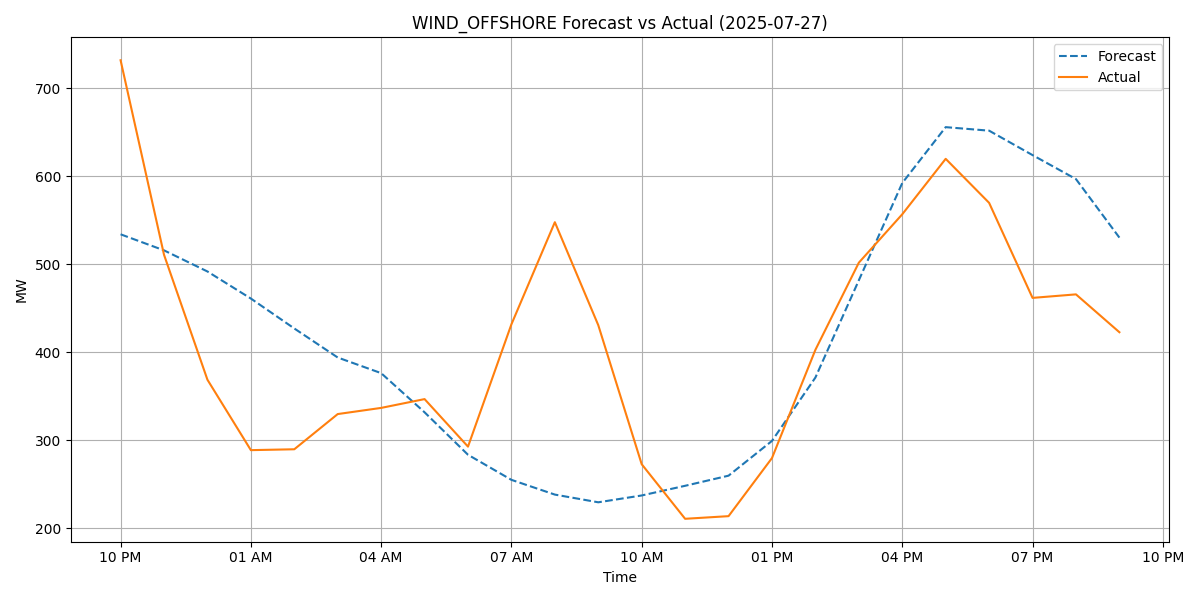 WIND_OFFSHORE Forecast vs Actual (2025-07-27)
Forecast
Actual
700
600
500
400
300
200
MW
10 PM 01 AM 04 AM 07 AM 10 AM 01 PM 04 PM 07 PM 10 PM
Time